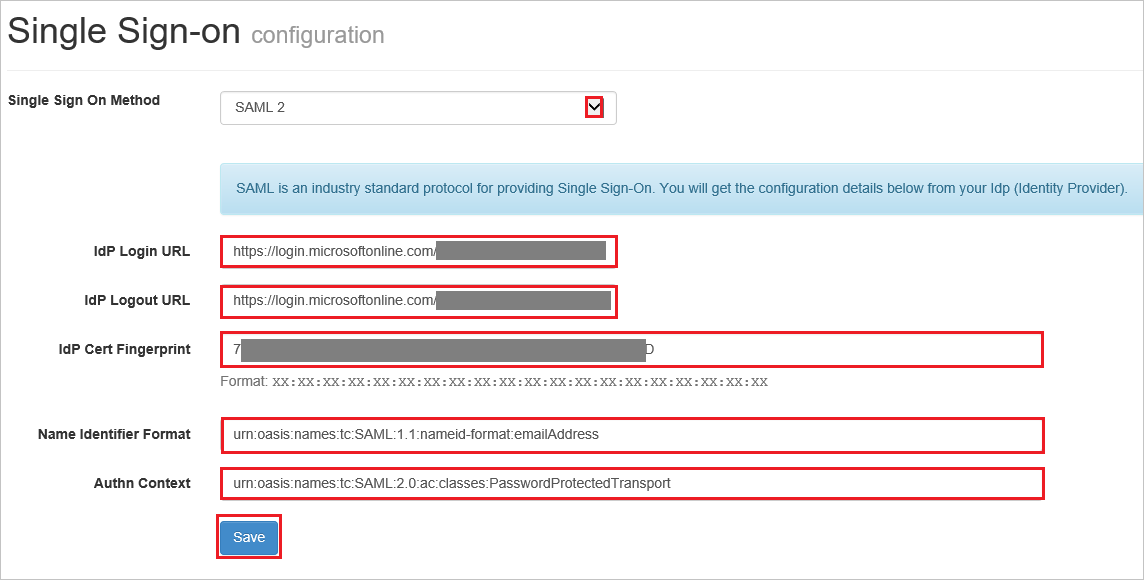 Single Sign-on configuration
Single Sign On Method
SAML 2
SAML is an industry standard protocol for providing Single Sign-On. You will get the configuration details below from your Idp (Identity Provider).
IdP Login URL
https://login.microsoftonline.com/
IdP Logout URL
https://login.microsoftonline.com/
IdP Cert Fingerprint
7 D
Format: xx:xx:xx:xx:xx:xx:xx:xx:xx:xx:xx:xx:xx:xx:xx:xx:xx:xx:xx:xx
Name Identifier Format
urn:oasis:names:tc:SAML:1.1:nameid-format:emailAddress
Authn Context
urn:oasis:names:tc:SAML:2.0:ac:classes:PasswordProtectedTransport
Save